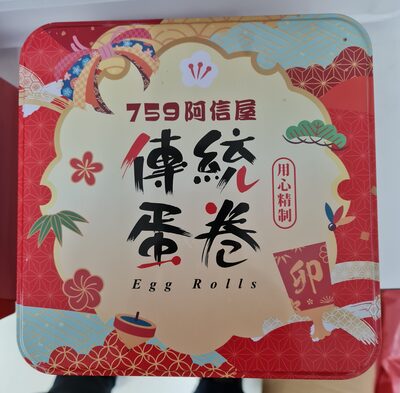 759阿信屋
傳統
蛋卷
用心精制
Egg Rolls
卯